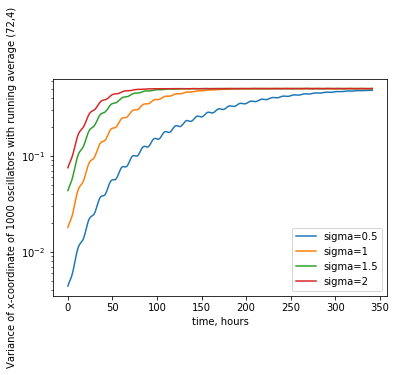 Variance of x-coordinate of 1000 oscillators with running average (72,4)
10⁻¹
10⁻²
sigma=0.5
sigma=1
sigma=1.5
sigma=2
0 50 100 150 200 250 300 350
time, hours